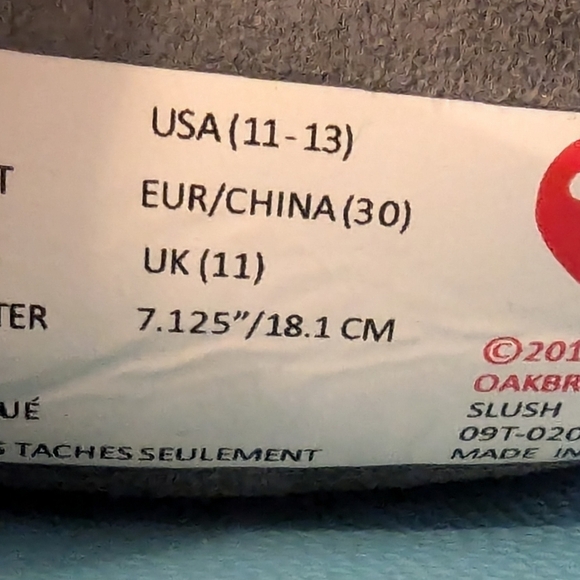 USA (11-13)
T
EUR/CHINA (30)
UK (11)
TER
7.125"/18.1 CM
©201
OAKBR
UÉ
SLUSH
09T-020
S TACHES SEULEMENT
MADE IN